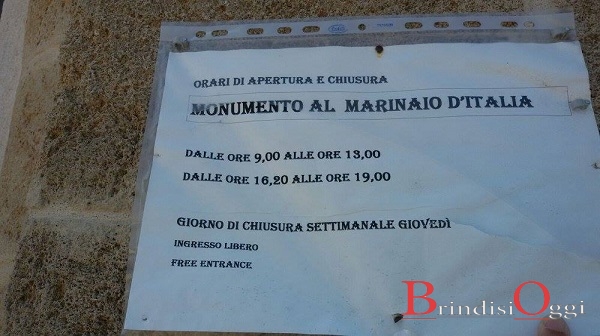 ORARI DI APERTURA E CHIUSURA
MONUMENTO AL MARINAIO D'ITALIA
DALLE ORE 9,00 ALLE ORE 13,00
DALLE ORE 16,20 ALLE ORE 19,00
GIORNO DI CHIUSURA SETTIMANALE GIOVEDÌ
INGRESSO LIBERO
FREE ENTRANCE
BrindisiOggi